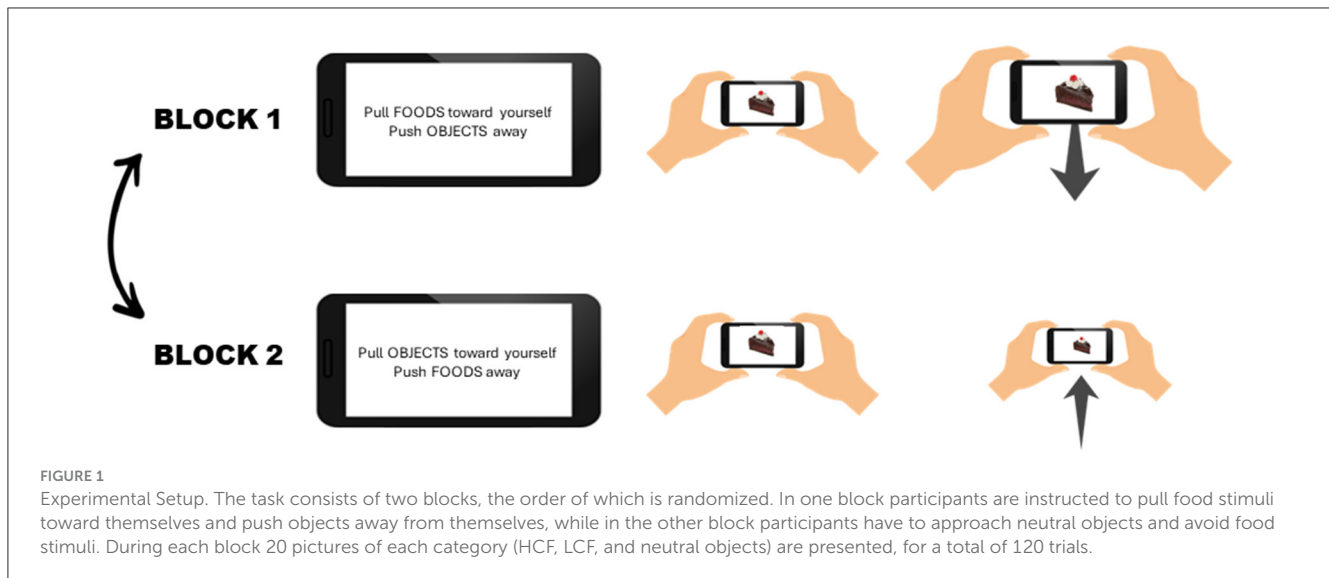 BLOCK 1
Pull FOODS toward yourself
Push OBJECTS away
BLOCK 2
Pull OBJECTS toward yourself
Push FOODS away
FIGURE 1
Experimental Setup. The task consists of two blocks, the order of which is randomized. In one block participants are instructed to pull food stimuli
toward themselves and push objects away from themselves, while in the other block participants have to approach neutral objects and avoid food
stimuli. During each block 20 pictures of each category (HCF, LCF, and neutral objects) are presented, for a total of 120 trials.